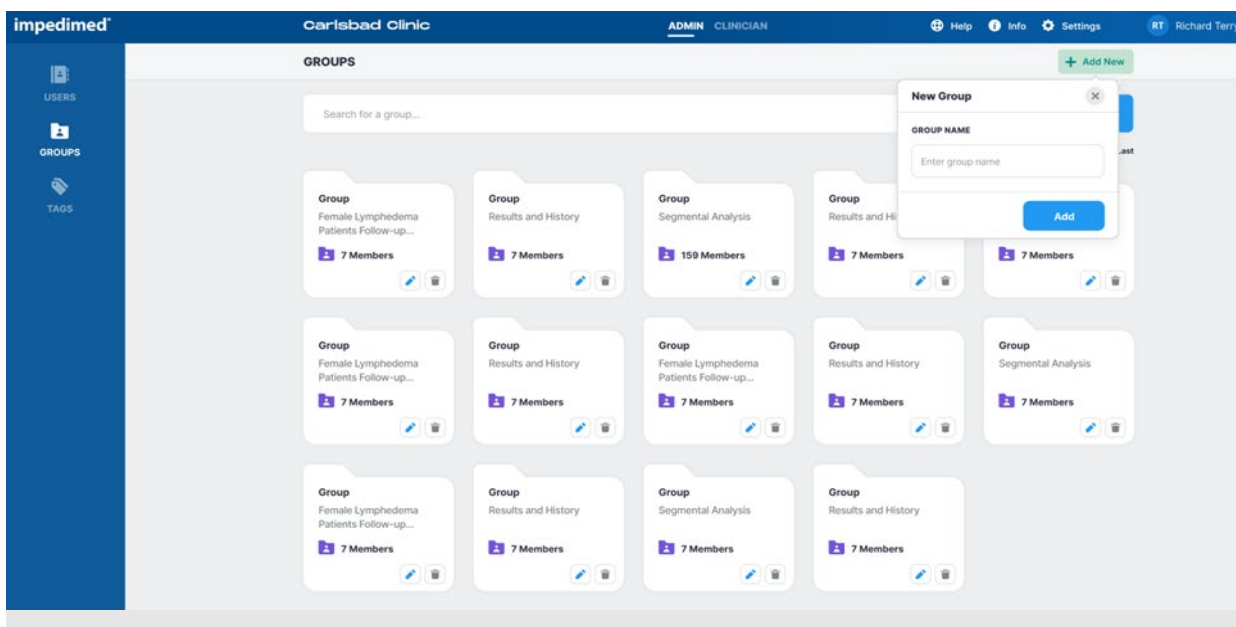 impedimed®
Carlsbad Clinic
ADMIN CLINICIAN
Help Info Settings
RT Richard Terry
USERS
GROUPS
TAGS
GROUPS
+ Add New
Search for a group...
New Group
GROUP NAME
Enter group name
Add
Group
Female Lymphedema
Patients Follow-up...
7 Members
Group
Results and History
7 Members
Group
Segmental Analysis
159 Members
Group
Results and Hi
7 Members
7 Members
Group
Female Lymphedema
Patients Follow-up...
7 Members
Group
Results and History
7 Members
Group
Female Lymphedema
Patients Follow-up...
7 Members
Group
Results and History
7 Members
Group
Segmental Analysis
7 Members
Group
Female Lymphedema
Patients Follow-up...
7 Members
Group
Results and History
7 Members
Group
Segmental Analysis
7 Members
Group
Results and History
7 Members